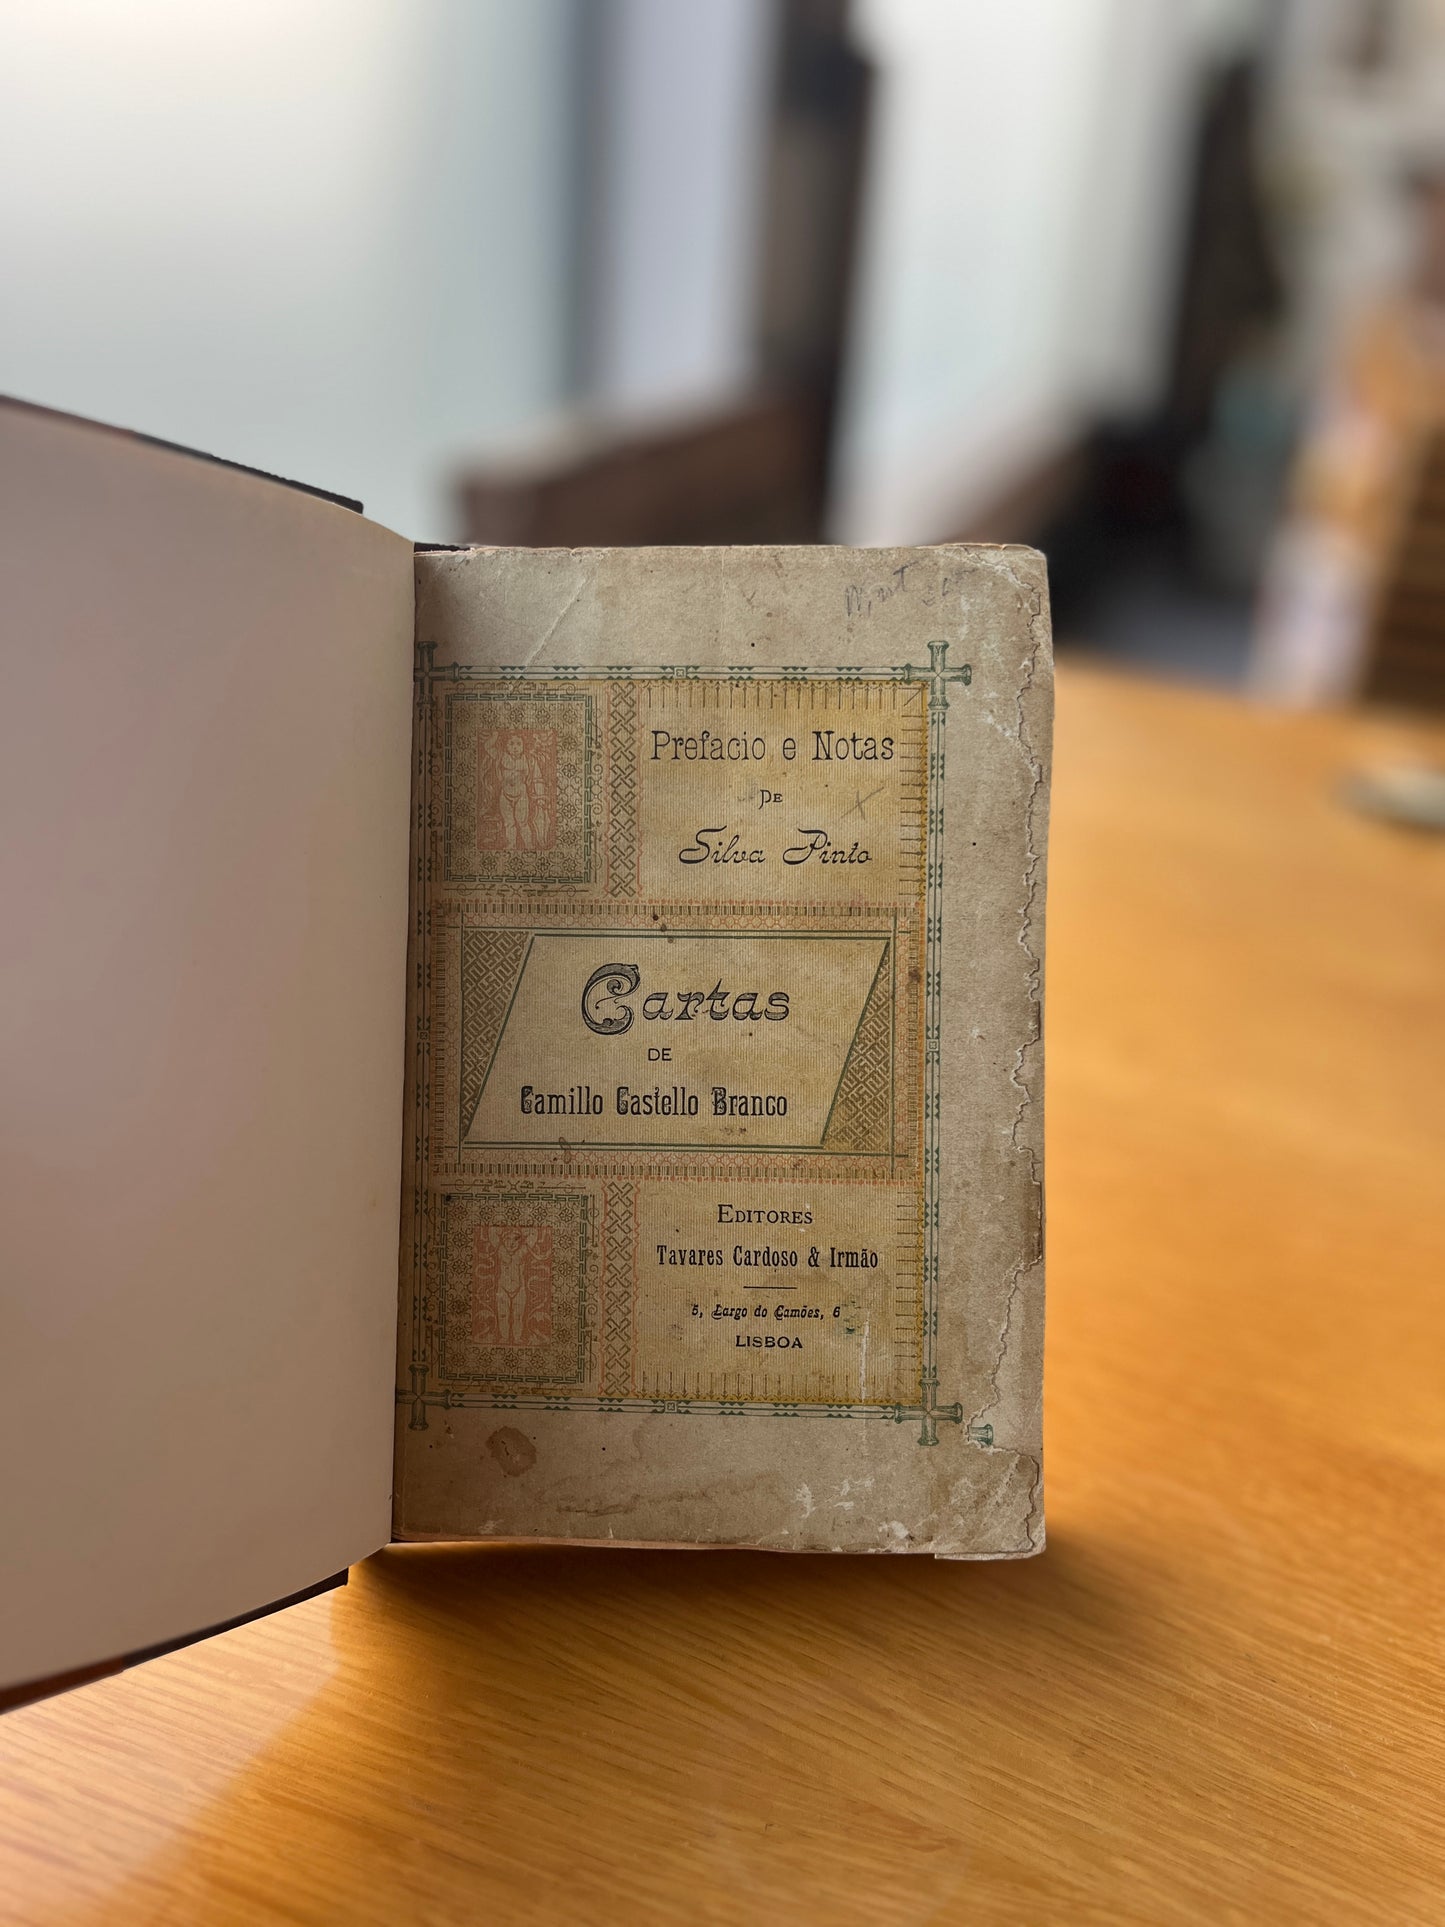 Prefacio e Notas
DE
Silva Pinto
Cartas
DE
Camillo Castello Branco
EDITORES
Tavares Cardoso & Irmão
5, Largo do Camões, 6
LISBOA